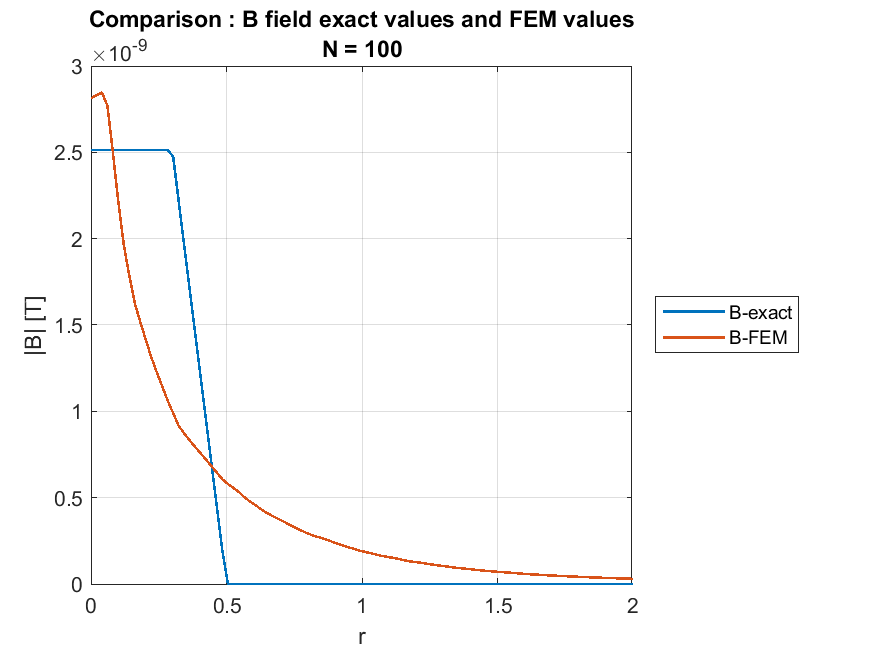 Comparison : B field exact values and FEM values
N = 100
×10-9
3
2.5
2
1.5
1
0.5
0
|B| [T]
0
0.5
1
1.5
2
r
B-exact
B-FEM